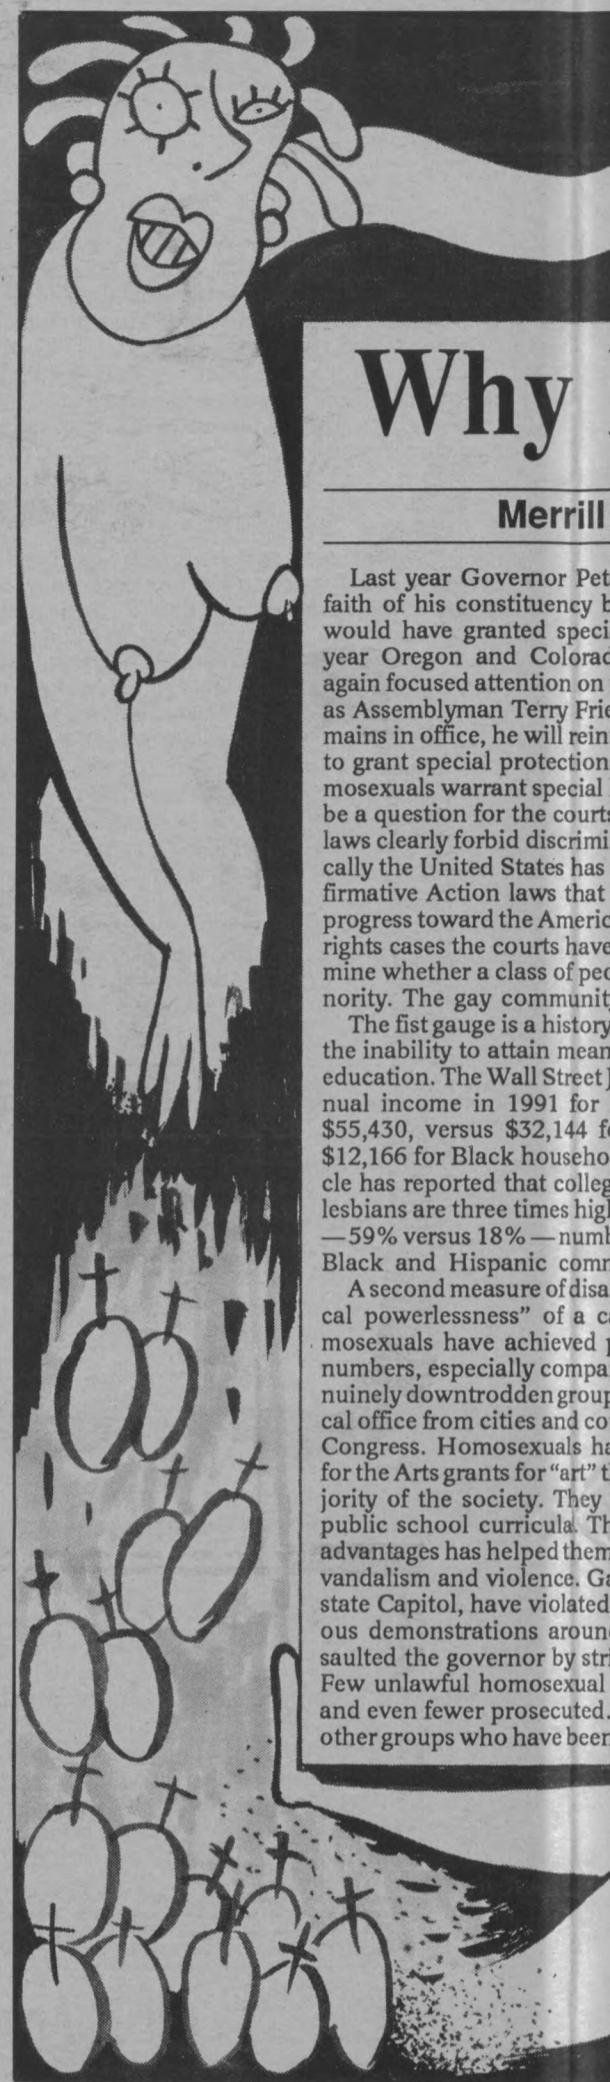 Why
Merrill
Last year Governor Pet
faith of his constituency b
would have granted speci
year Oregon and Colorad
again focused attention on
as Assemblyman Terry Frie
mains in office, he will rein
to grant special protection
mosexuals warrant special
be a question for the courts
laws clearly forbid discrimi
cally the United States has
firmative Action laws that
progress toward the Americ
rights cases the courts have
mine whether a class of peo
nority. The gay community
The fist gauge is a history
the inability to attain mean
education. The Wall Street J
nual income in 1991 for
$55,430, versus $32,144 fo
$12,166 for Black househo
cle has reported that colleg
lesbians are three times high
—59% versus 18%—numb
Black and Hispanic comm
A second measure of disa
cal powerlessness” of a ca
mosexuals have achieved p
numbers, especially compa
nuinely downtrodden group
cal office from cities and cou
Congress. Homosexuals ha
for the Arts grants for “art” th
jority of the society. They
public school curricula. Th
advantages has helped them
vandalism and violence. Ga
state Capitol, have violated
ous demonstrations aroun
saulted the governor by stri
Few unlawful homosexual
and even fewer prosecuted.
other groups who have been